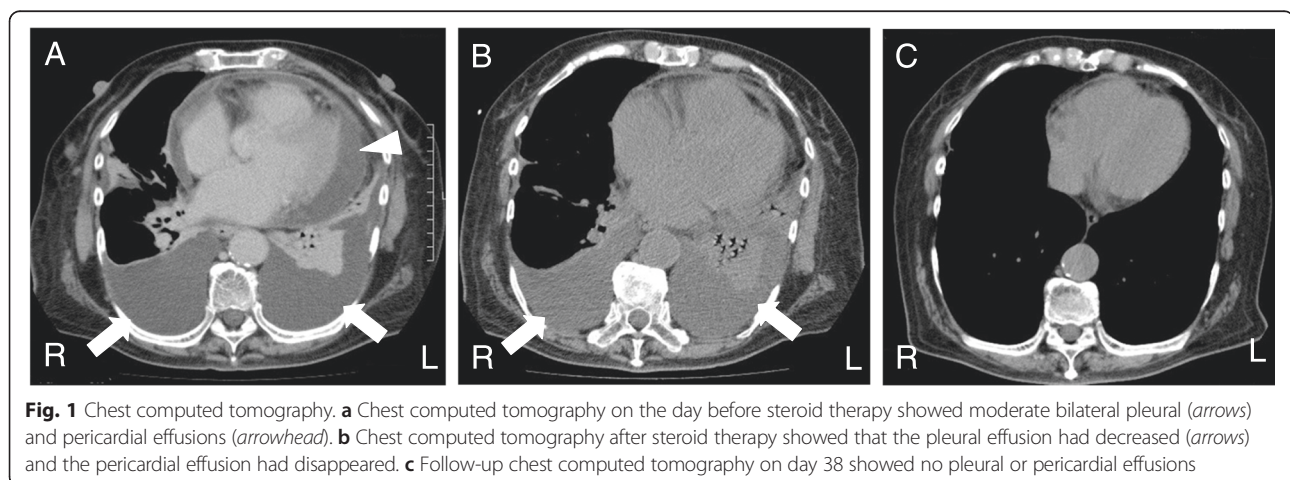 A
B
C
R
L
R
L
R
L
Fig. 1 Chest computed tomography. a Chest computed tomography on the day before steroid therapy showed moderate bilateral pleural (arrows)
and pericardial effusions (arrowhead). b Chest computed tomography after steroid therapy showed that the pleural effusion had decreased (arrows)
and the pericardial effusion had disappeared. c Follow-up chest computed tomography on day 38 showed no pleural or pericardial effusions